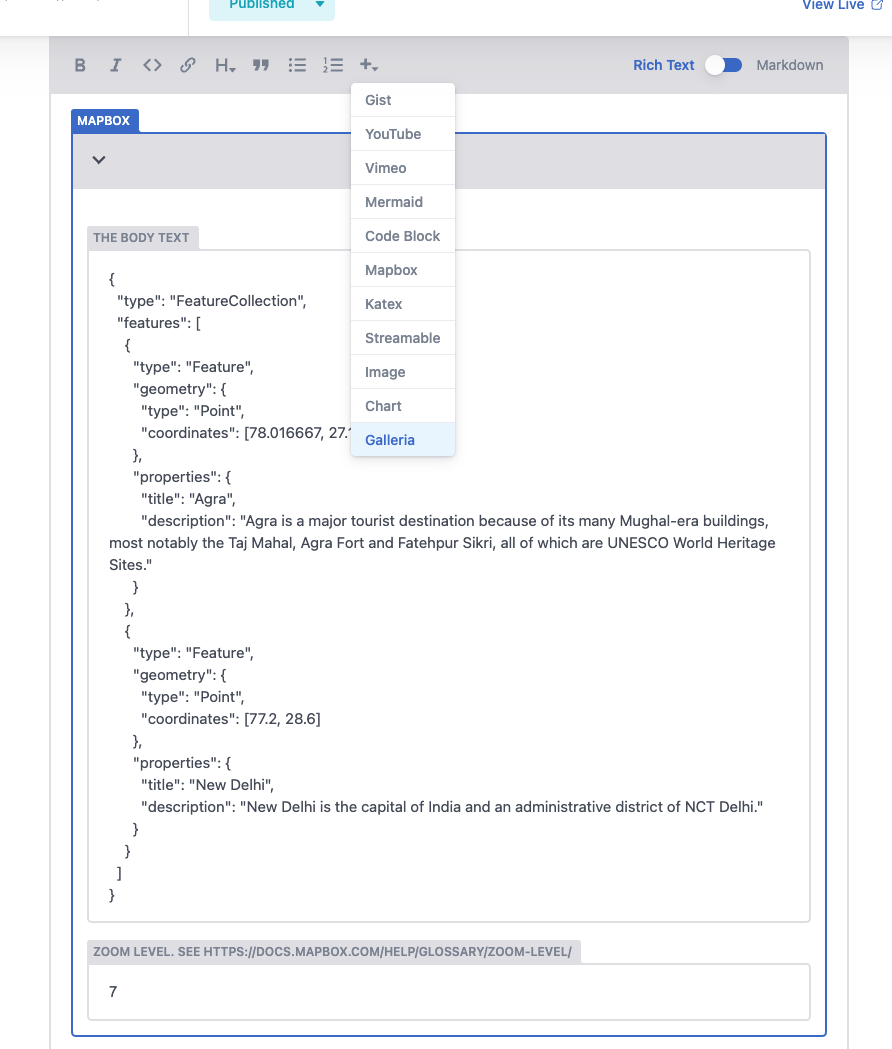 Published
View Live
B I <> H
Rich Text
Markdown
Gist
YouTube
Vimeo
Mermaid
Code Block
Mapbox
Katex
Streamable
Image
Chart
Galleria
MAPBOX
THE BODY TEXT
{
"type": "FeatureCollection",
"features": [
{
"type": "Feature",
"geometry": {
"type": "Point",
"coordinates": [78.016667, 27.1
},
"properties": {
"title": "Agra",
"description": "Agra is a major tourist destination because of its many Mughal-era buildings,
most notably the Taj Mahal, Agra Fort and Fatehpur Sikri, all of which are UNESCO World Heritage
Sites."
}
},
{
"type": "Feature",
"geometry": {
"type": "Point",
"coordinates": [77.2, 28.6]
},
"properties": {
"title": "New Delhi",
"description": "New Delhi is the capital of India and an administrative district of NCT Delhi."
}
}
]
}
ZOOM LEVEL. SEE HTTPS://DOCS.MAPBOX.COM/HELP/GLOSSARY/ZOOM-LEVEL/
7